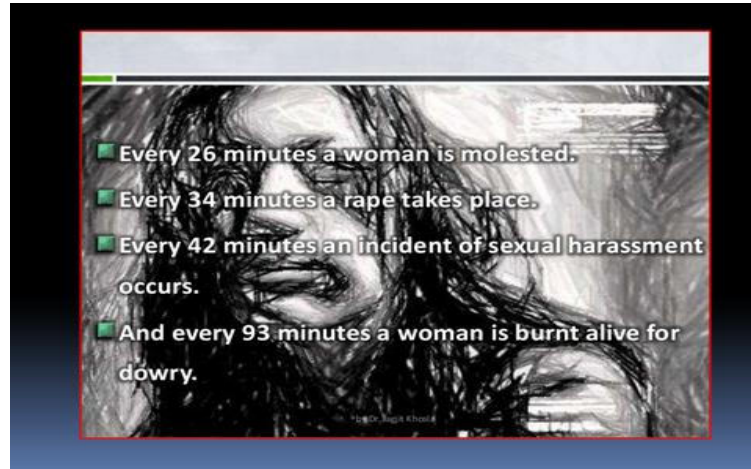 Every 26 minutes a woman is molested.
Every 34 minutes a rape takes place.
Every 42 minutes an incident of sexual harassment
occurs.
And every 93 minutes a woman is burnt alive for
dowry.